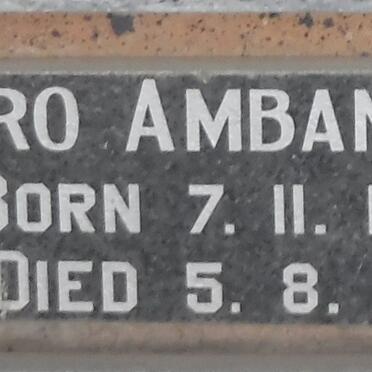 RO AMBAN
BORN 7. 11.
DIED 5. 8.